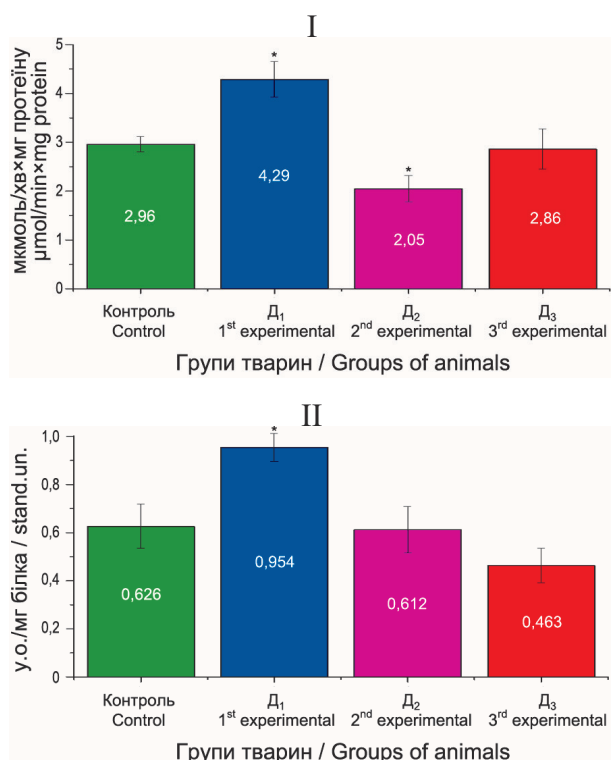 I
мкмоль/хв×мг протеїну
µmol/min×mg protein
5
4
3
2
1
0
*
*
2,96
4,29
2,05
2,86
Контроль
Control
Д1
1st experimental
Д2
2nd experimental
Д3
3rd experimental
Групи тварин / Groups of animals
II
у.о./мг білка / stand.un.
1,0
0,8
0,6
0,4
0,2
0
*
0,626
0,954
0,612
0,463
Контроль
Control
Д1
1st experimental
Д2
2nd experimental
Д3
3rd experimental
Групи тварин / Groups of animals